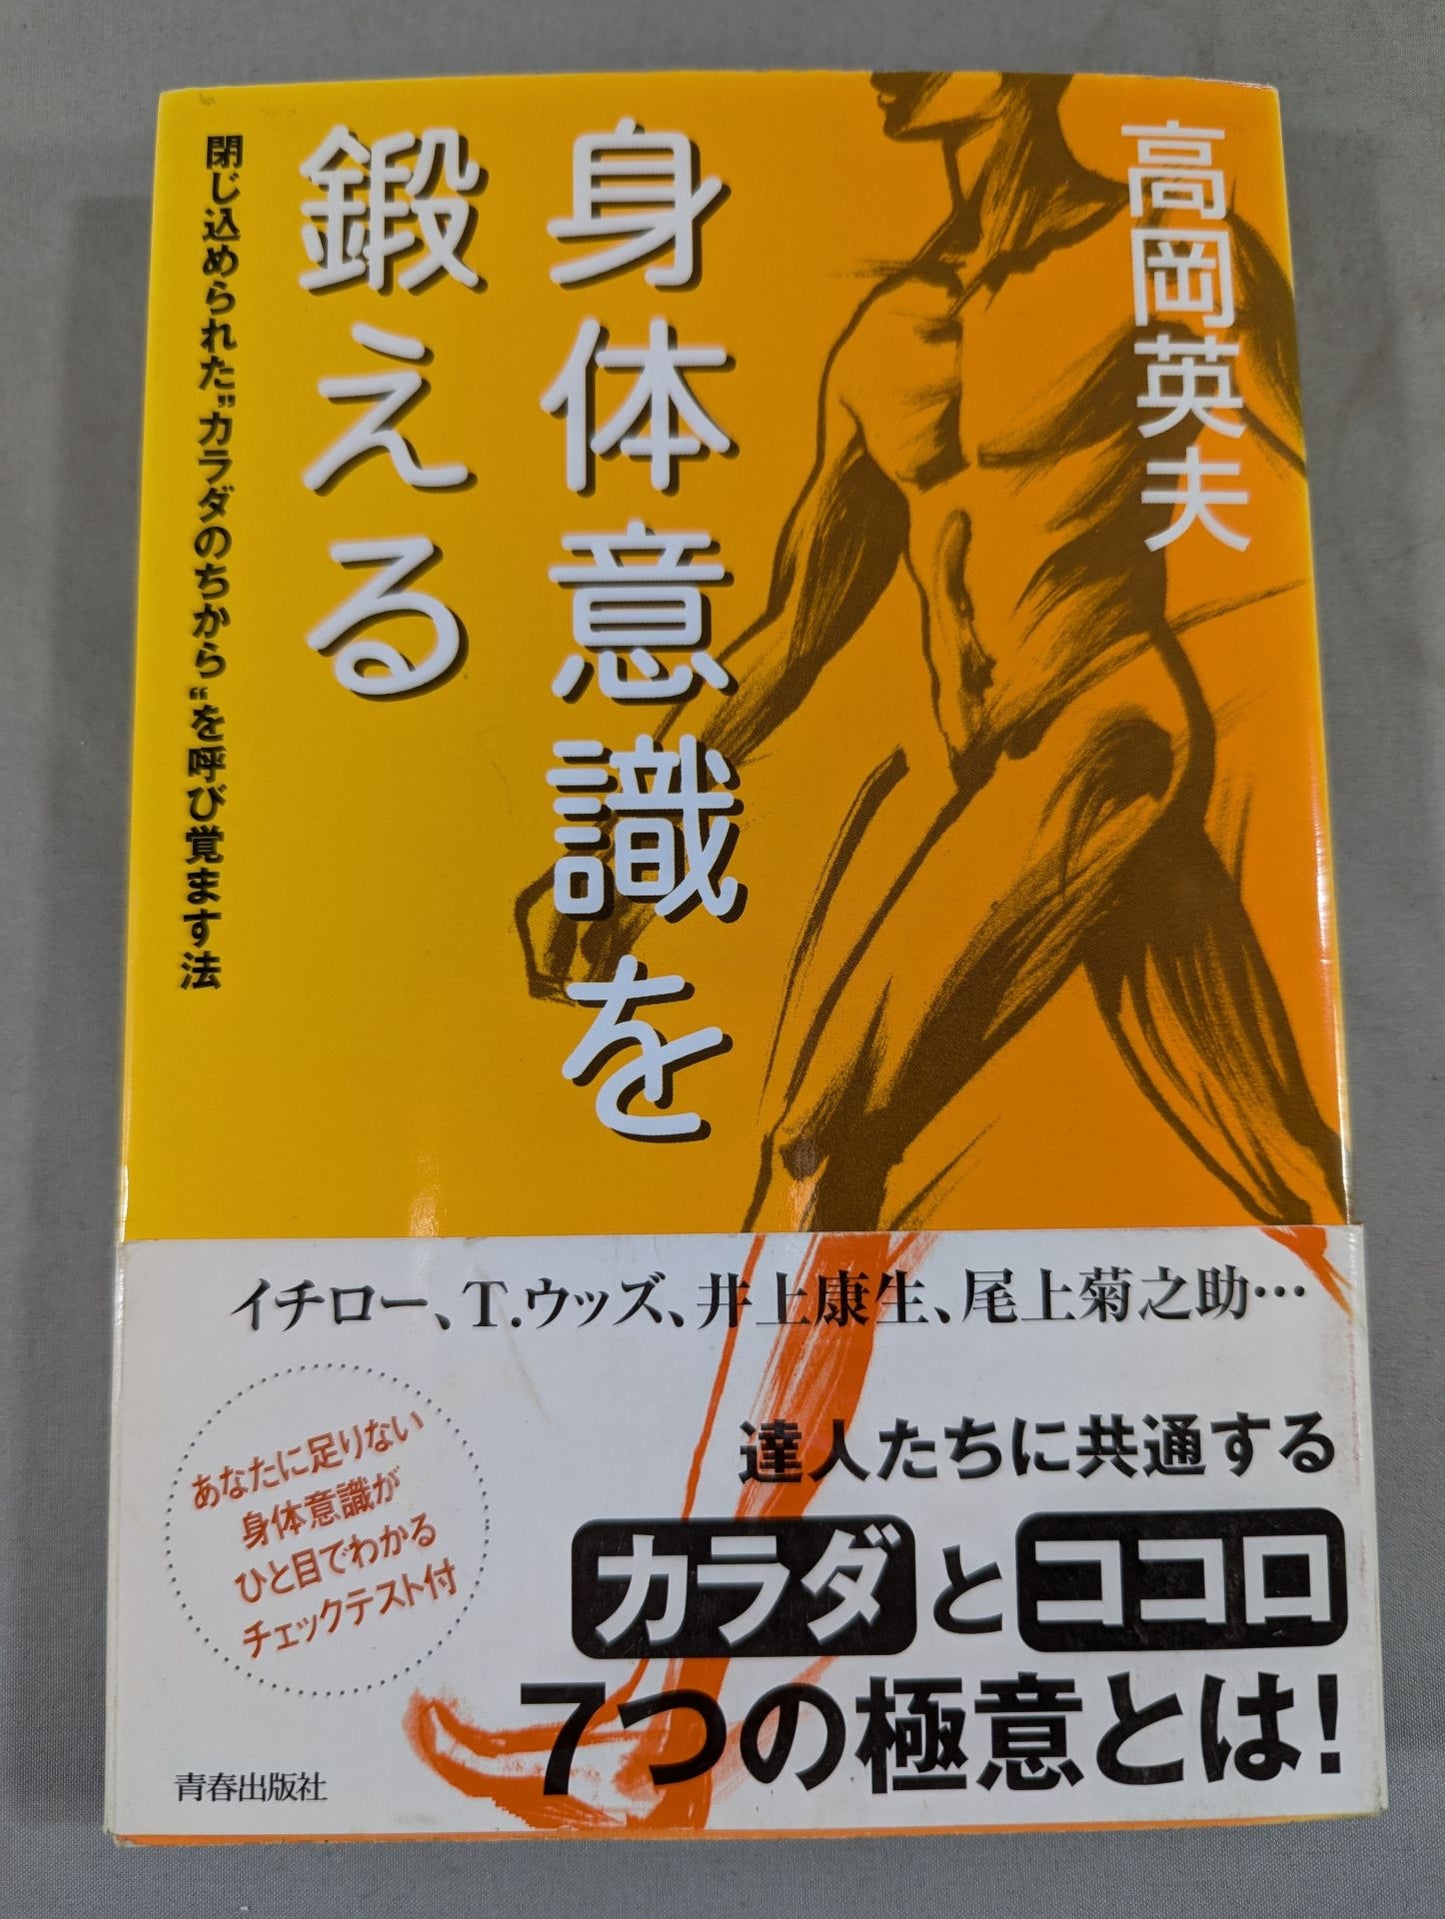 高岡英夫
身体意識を
鍛える
閉じ込められた”カラダのちから“を呼び覚ます法
イチロー、T.ウッズ、井上康生、尾上菊之助…
達人たちに共通する
カラダとココロ
7つの極意とは!
あなたに足りない
身体意識が
ひと目でわかる
チェックテスト付
青春出版社